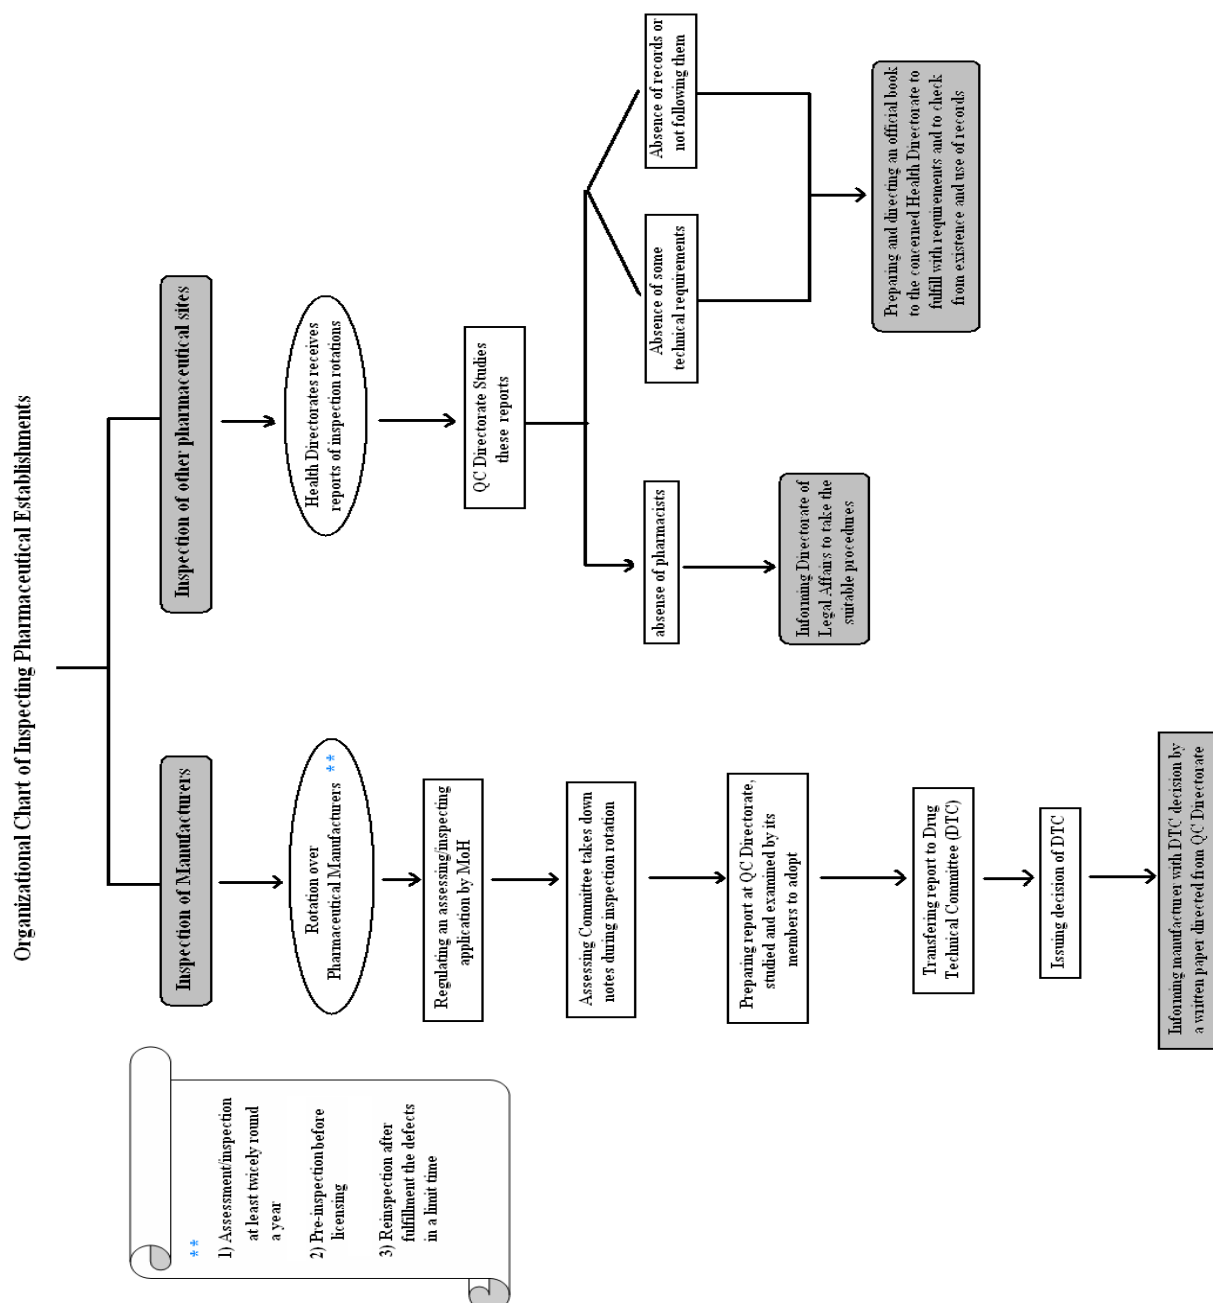 Organizational Chart of Inspecting Pharmaceutical Establishments
Inspection of Manufacturers
Rotation over
Pharmaceutical Manufacturers **
Regulating an assessing/inspecting
application by MoH
Assessing Committee takes down
notes during inspection rotation
Preparing report at QC Directorate,
studied and examined by its
members to adopt
Transfering report to Drug
Technical Committee (DTC)
Issuing decision of DTC
Informing manufacturer with DTC decision by
a written paper directed from QC Directorate
**
1) Assessment/inspection
at least twicely round
a year
2) Pre-inspection before
licensing
3) Reinspection after
fulfillment the defects
in a limit time
Inspection of other pharmaceutical sites
Health Directorates receives
reports of inspection rotations
QC Directorate Studies
these reports
absense of pharmacists
Informing Directorate of
Legal Affairs to take the
suitable procedures
Absence of some
technical requirements
Absence of records or
not following them
Preparing and directing an official book
to the concerned Health Directorate to
fulfill with requirements and to check
from existence and use of records